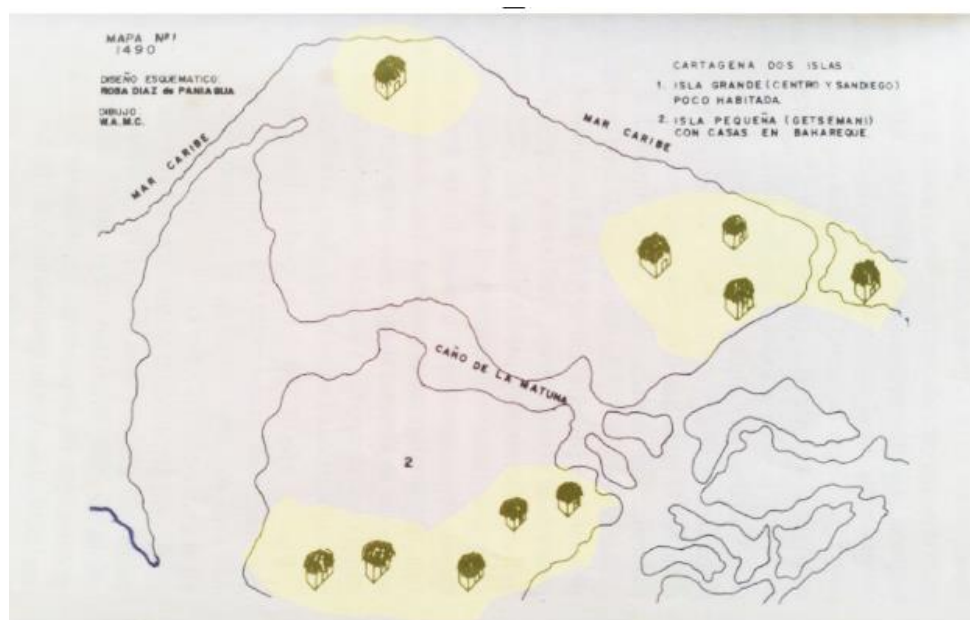 MAPA Nº1
1490
DISEÑO ESQUEMATICO:
ROSA DIAZ de PANIAGUA
DIBUJO:
W.A.M.C.
CARTAGENA DOS ISLAS:
1. ISLA GRANDE (CENTRO Y SANDIEGO)
POCO HABITADA.
2. ISLA PEQUEÑA (GETSEMANI)
CON CASAS EN BAHAREQUE.
MAR CARIBE
MAR CARIBE
CAÑO DE LA MATUNA
2